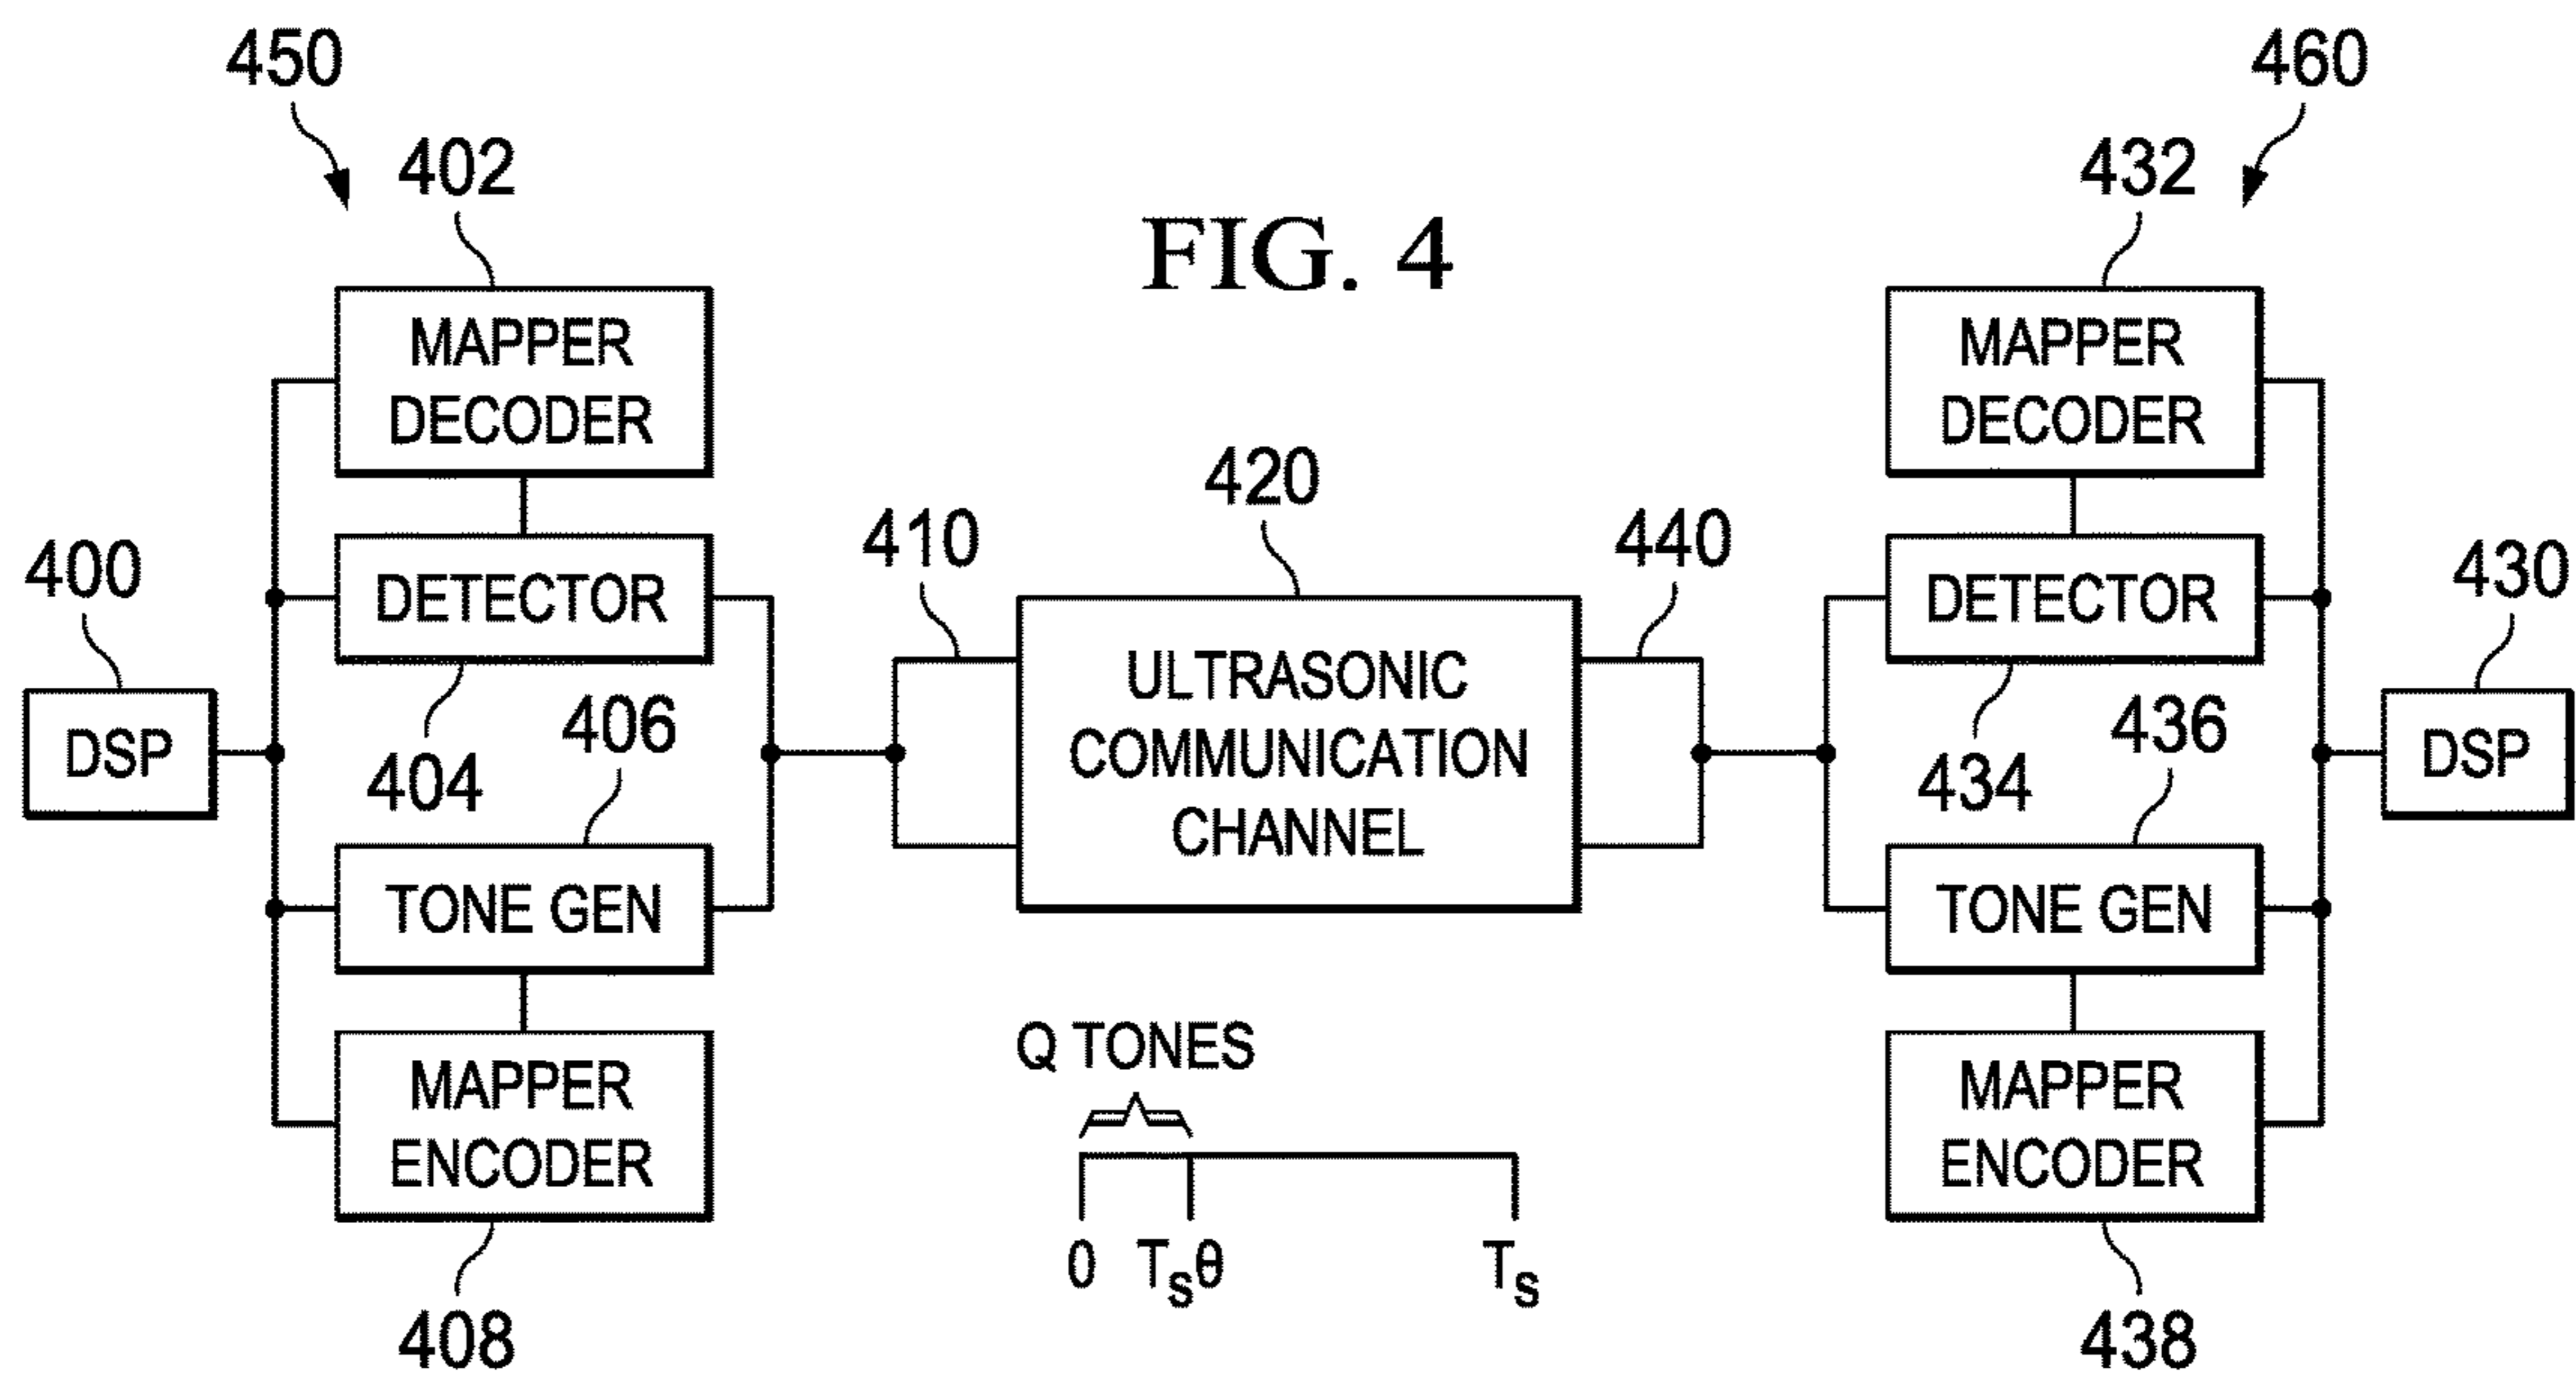 FIG. 4
450
460
402
432
MAPPER
DECODER
MAPPER
DECODER
400
DETECTOR
404
410
420
440
DETECTOR
434
430
DSP
406
TONE GEN
ULTRASONIC
COMMUNICATION
CHANNEL
436
TONE GEN
DSP
MAPPER
ENCODER
408
Q TONES
0 Tsθ Ts
MAPPER
ENCODER
438